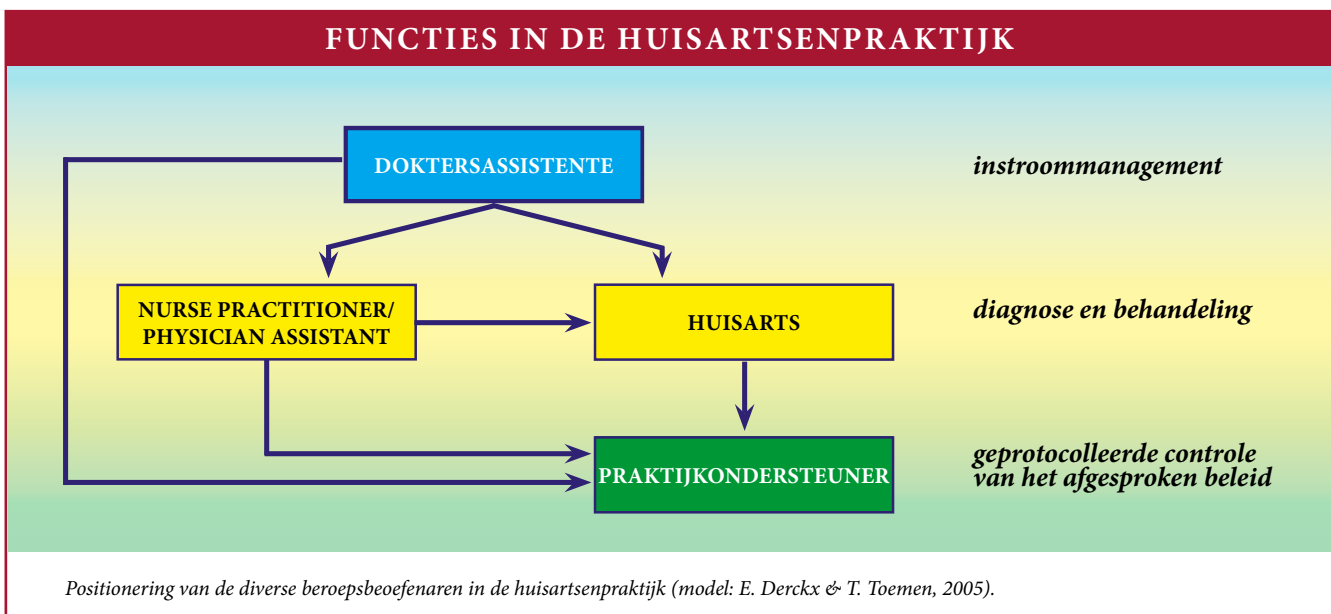 FUNCTIES IN DE HUISARTSENPRAKTIJK
DOKTERSASSISTENTE
instroommanagement
NURSE PRACTITIONER/
PHYSICIAN ASSISTANT
HUISARTS
diagnose en behandeling
PRAKTIJKONDERSTEUNER
geprotocolleerde controle
van het afgesproken beleid
Positionering van de diverse beroepsbeoefenaren in de huisartsenpraktijk (model: E. Derckx & T. Toemen, 2005).